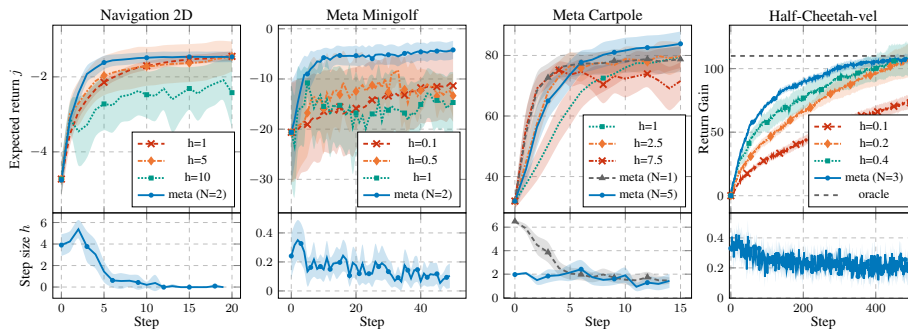 Navigation 2D
Meta Minigolf
Meta Cartpole
Half-Cheetah-vel
Expected return j
−2
−4
h=1
h=5
h=10
meta (N=2)
0
−10
−20
−30
h=0.1
h=0.5
h=1
meta (N=2)
80
60
40
h=1
h=2.5
h=7.5
meta (N=1)
meta (N=5)
Return Gain
100
50
0
h=0.1
h=0.2
h=0.4
meta (N=3)
oracle
Step size h
6
4
2
0
0 5 10 15 20
Step
0.4
0.2
0
0 20 40
Step
6
4
2
0
0 5 10 15
Step
0.4
0.2
0
0 200 400
Step